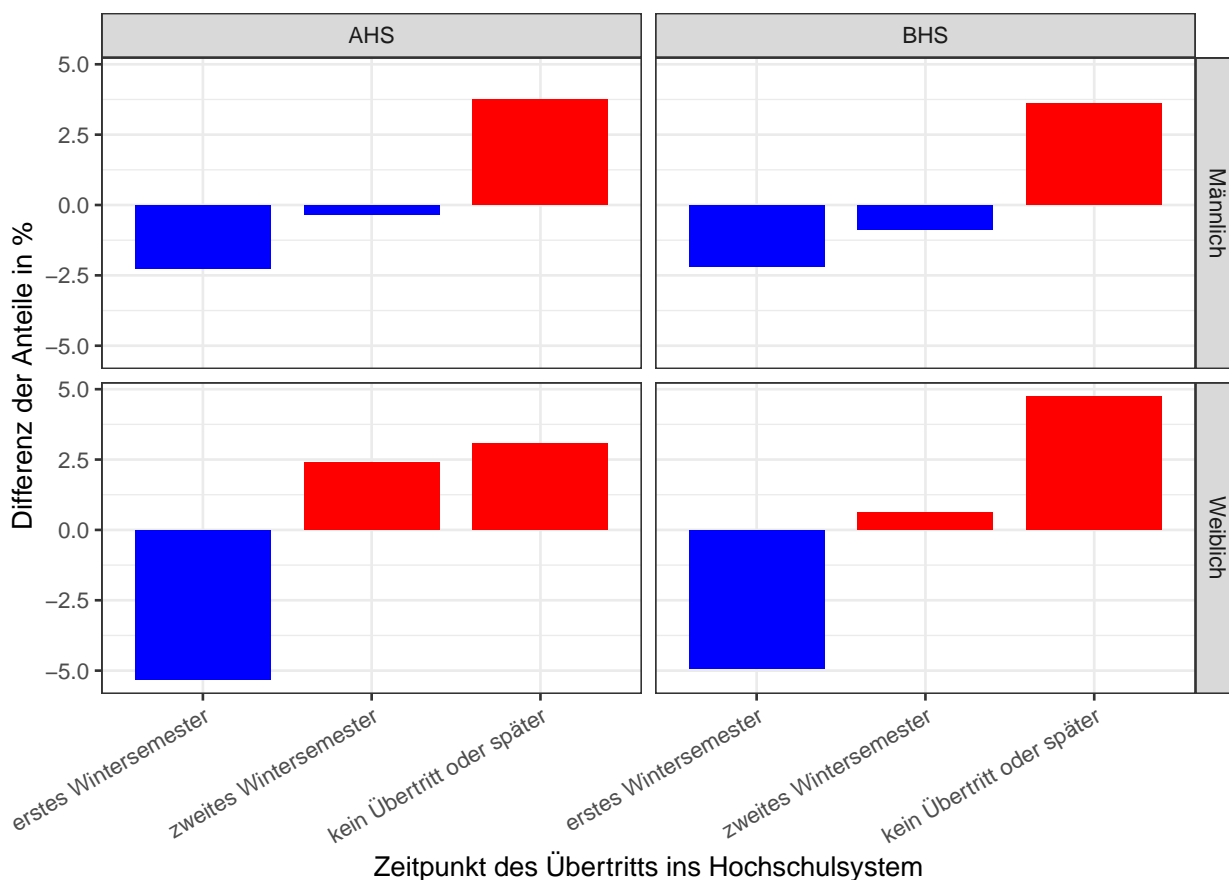 AHS
BHS
5.0
2.5
0.0
−2.5
−5.0
Männlich
5.0
2.5
0.0
−2.5
−5.0
Weiblich
Differenz der Anteile in %
erstes Wintersemester
zweites Wintersemester
kein Übertritt oder später
erstes Wintersemester
zweites Wintersemester
kein Übertritt oder später
Zeitpunkt des Übertritts ins Hochschulsystem